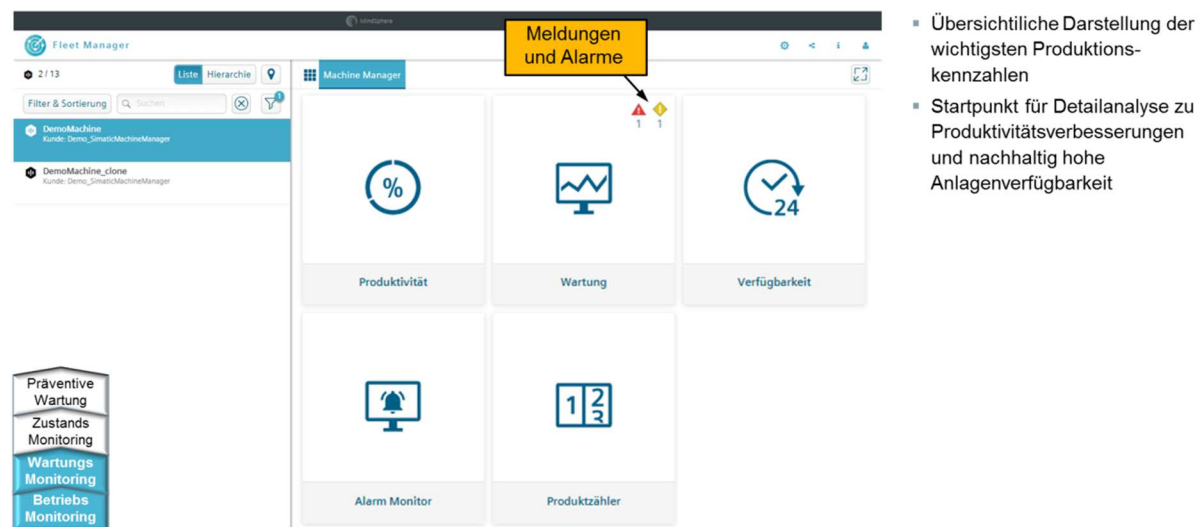 MindSphere
Fleet Manager
Meldungen
und Alarme
2 / 13
Liste Hierarchie
Machine Manager
Filter & Sortierung
Suchen
1
DemoMachine
Kunde: Demo_SimaticMachineManager
DemoMachine_clone
Kunde: Demo_SimaticMachineManager
1 1
%
24
Produktivität
Wartung
Verfügbarkeit
1 2
3
Alarm Monitor
Produktzähler
Präventive
Wartung
Zustands
Monitoring
Wartungs
Monitoring
Betriebs
Monitoring
Übersichtiliche Darstellung der
wichtigsten Produktions-
kennzahlen
Startpunkt für Detailanalyse zu
Produktivitätsverbesserungen
und nachhaltig hohe
Anlagenverfügbarkeit